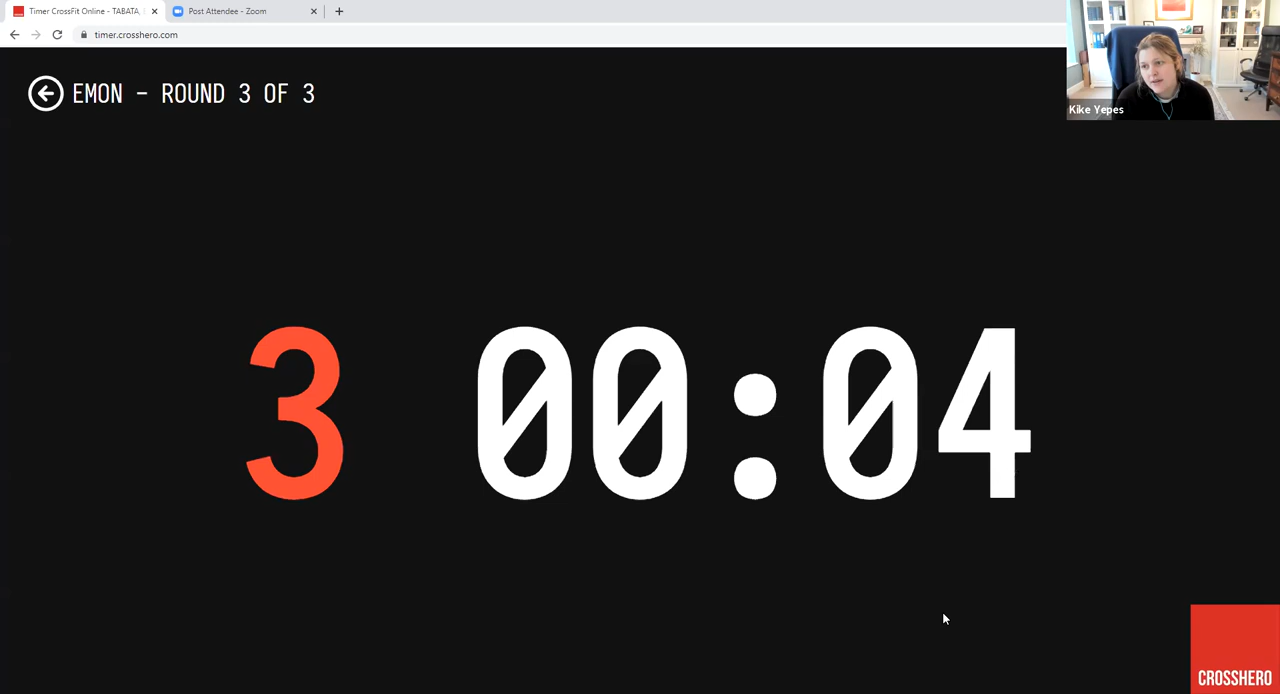 Timer CrossFit Online - TABATA,
Post Attendee - Zoom
timer.crosshero.com
EMON - ROUND 3 OF 3
Kike Yepes
3 00:04
CROSSHERO